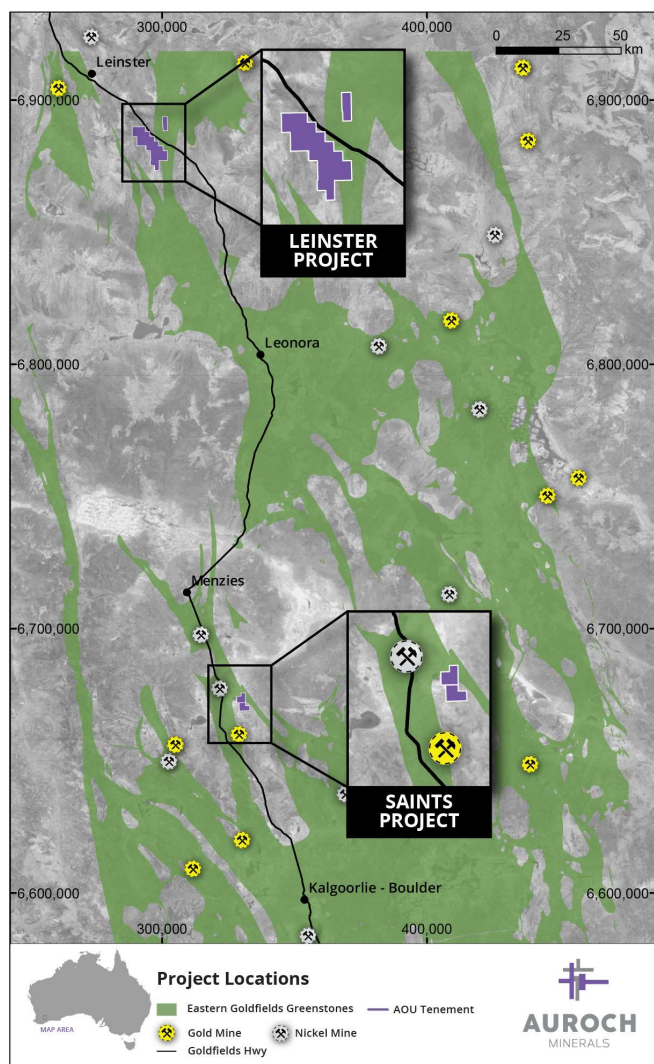 300,000
400,000
0
25
50
km
Leinster
6,900,000
6,900,000
LEINSTER
PROJECT
Leonora
6,800,000
6,800,000
Menzies
6,700,000
6,700,000
SAINTS
PROJECT
Kalgoorlie - Boulder
6,600,000
6,600,000
300,000
400,000
Project Locations
Eastern Goldfields Greenstones
AOU Tenement
Gold Mine
Nickel Mine
Goldfields Hwy
MAP AREA
AUROCH
MINERALS